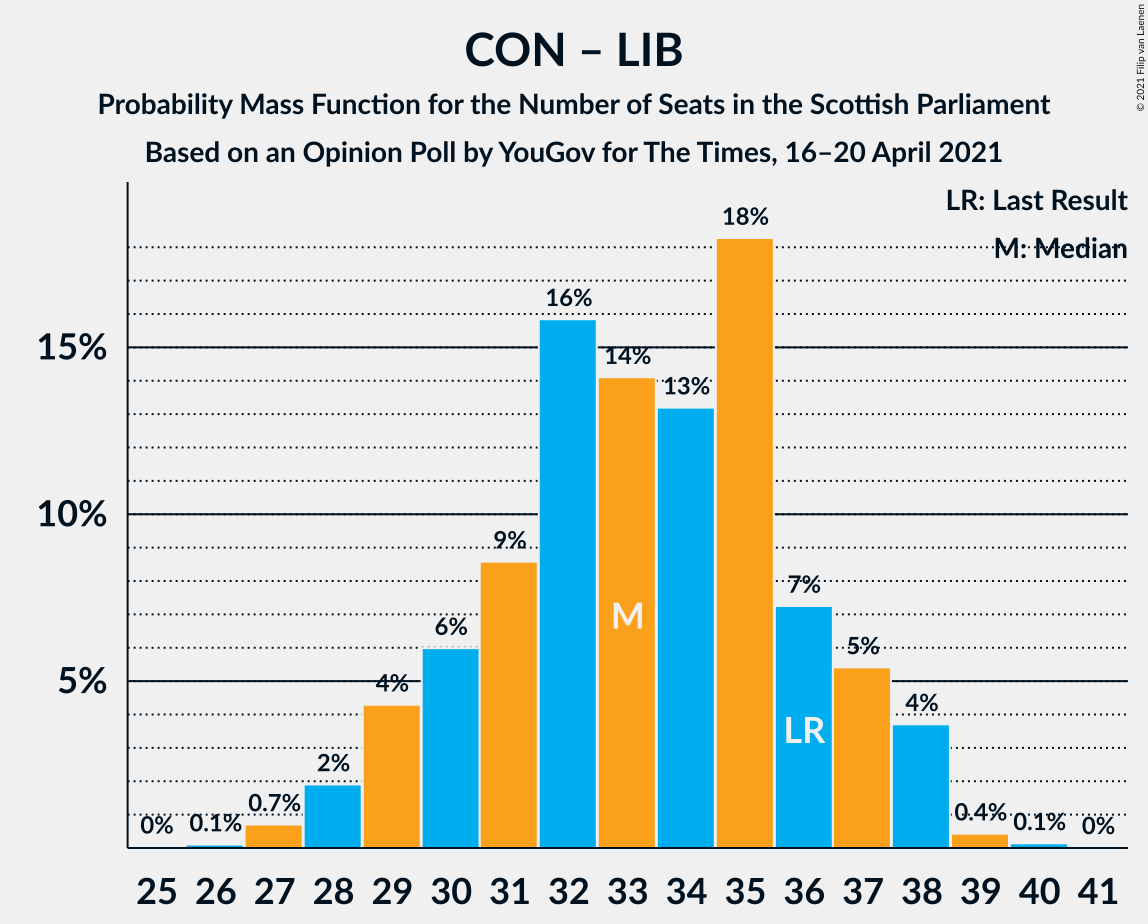 CON – LIB
Probability Mass Function for the Number of Seats in the Scottish Parliament
Based on an Opinion Poll by YouGov for The Times, 16–20 April 2021
© 2021 Filip van Laenen
LR: Last Result
M: Median
15%
10%
5%
0%
0.1%
0.7%
2%
4%
6%
9%
16%
14%
13%
18%
7%
5%
4%
0.4%
0.1%
0%
M
LR
25 26 27 28 29 30 31 32 33 34 35 36 37 38 39 40 41